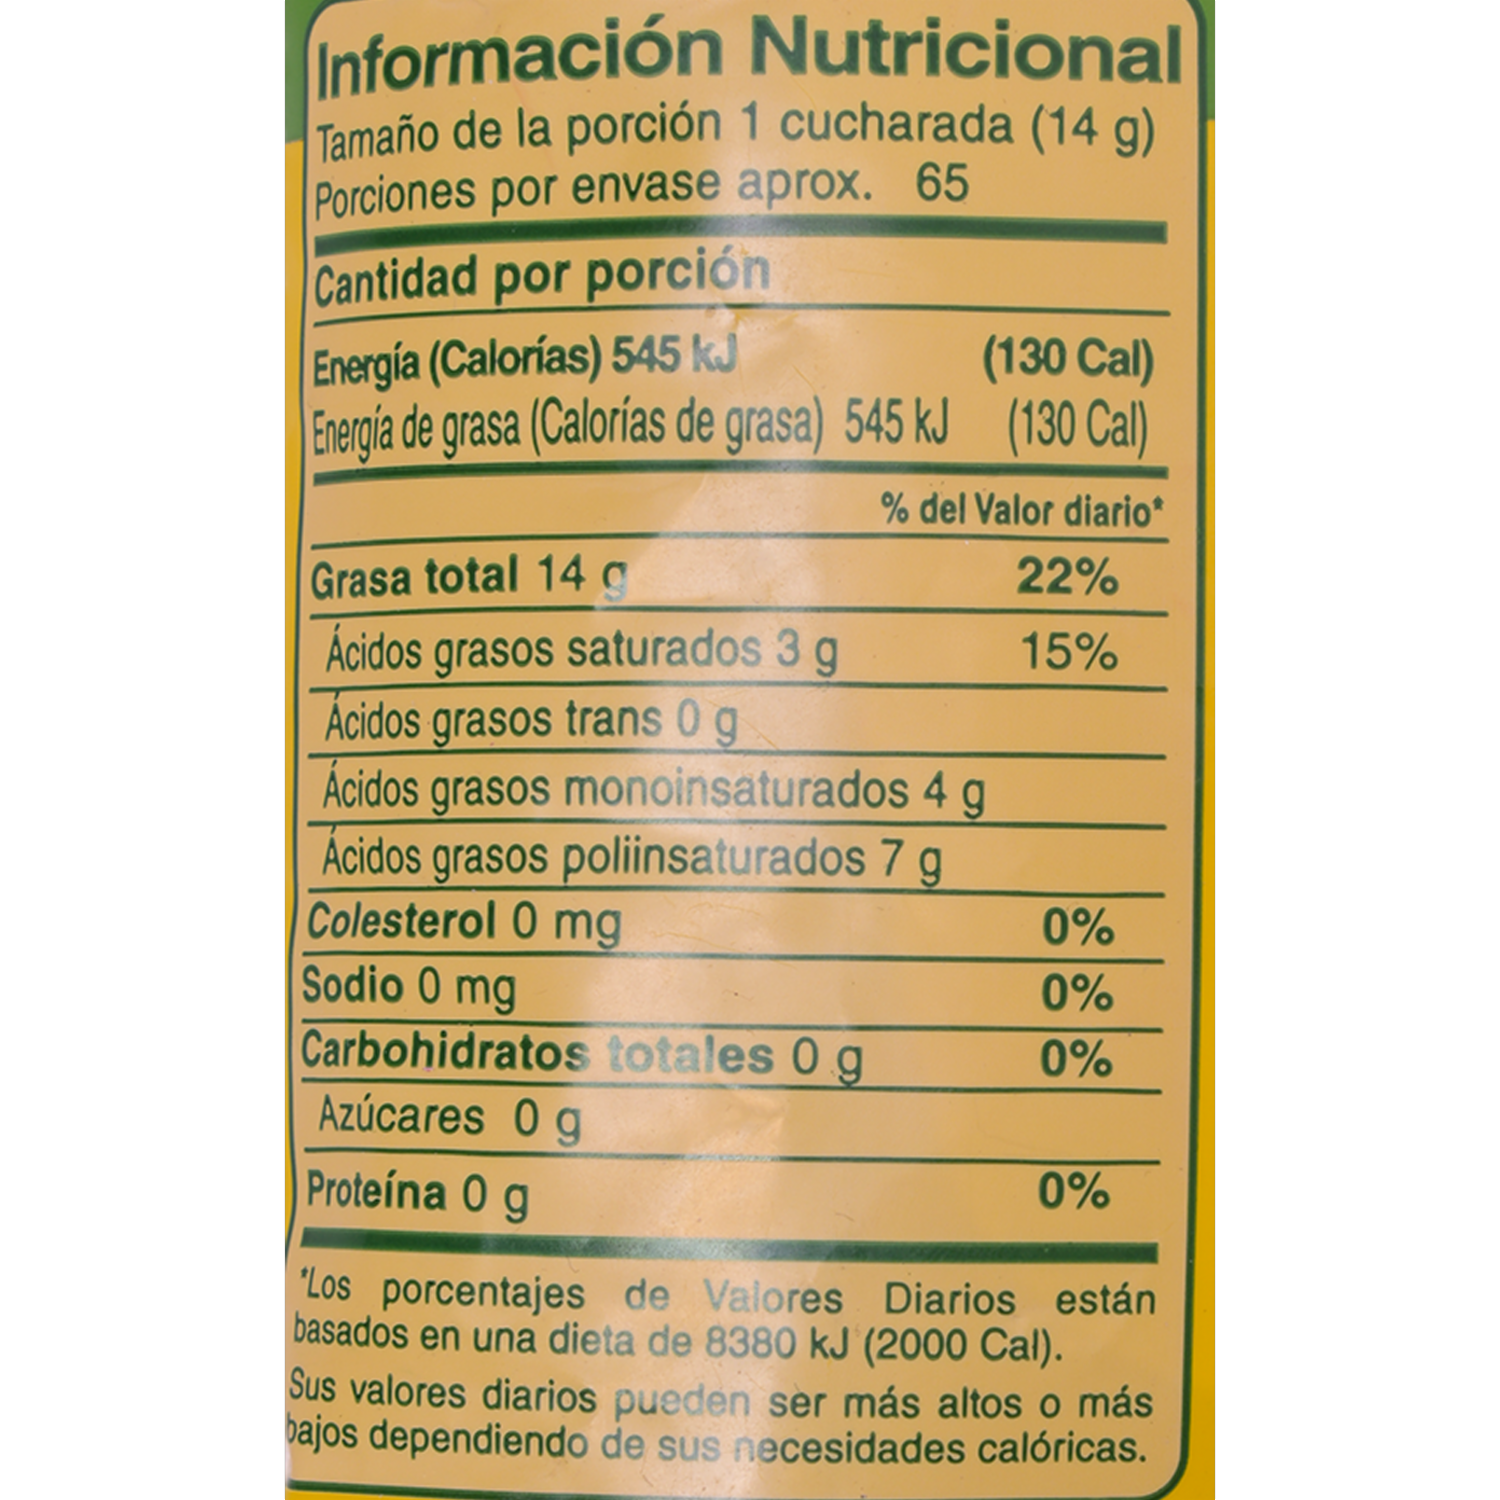 Información Nutricional
Tamaño de la porción 1 cucharada (14 g)
Porciones por envase aprox. 65
Cantidad por porción
Energía (Calorías) 545 kJ (130 Cal)
Energía de grasa (Calorías de grasa) 545 kJ (130 Cal)
% del Valor diario*
Grasa total 14 g 22%
Ácidos grasos saturados 3 g 15%
Ácidos grasos trans 0 g
Ácidos grasos monoinsaturados 4 g
Ácidos grasos poliinsaturados 7 g
Colesterol 0 mg 0%
Sodio 0 mg 0%
Carbohidratos totales 0 g 0%
Azúcares 0 g
Proteína 0 g 0%
*Los porcentajes de Valores Diarios están
basados en una dieta de 8380 kJ (2000 Cal).
Sus valores diarios pueden ser más altos o más
bajos dependiendo de sus necesidades calóricas.